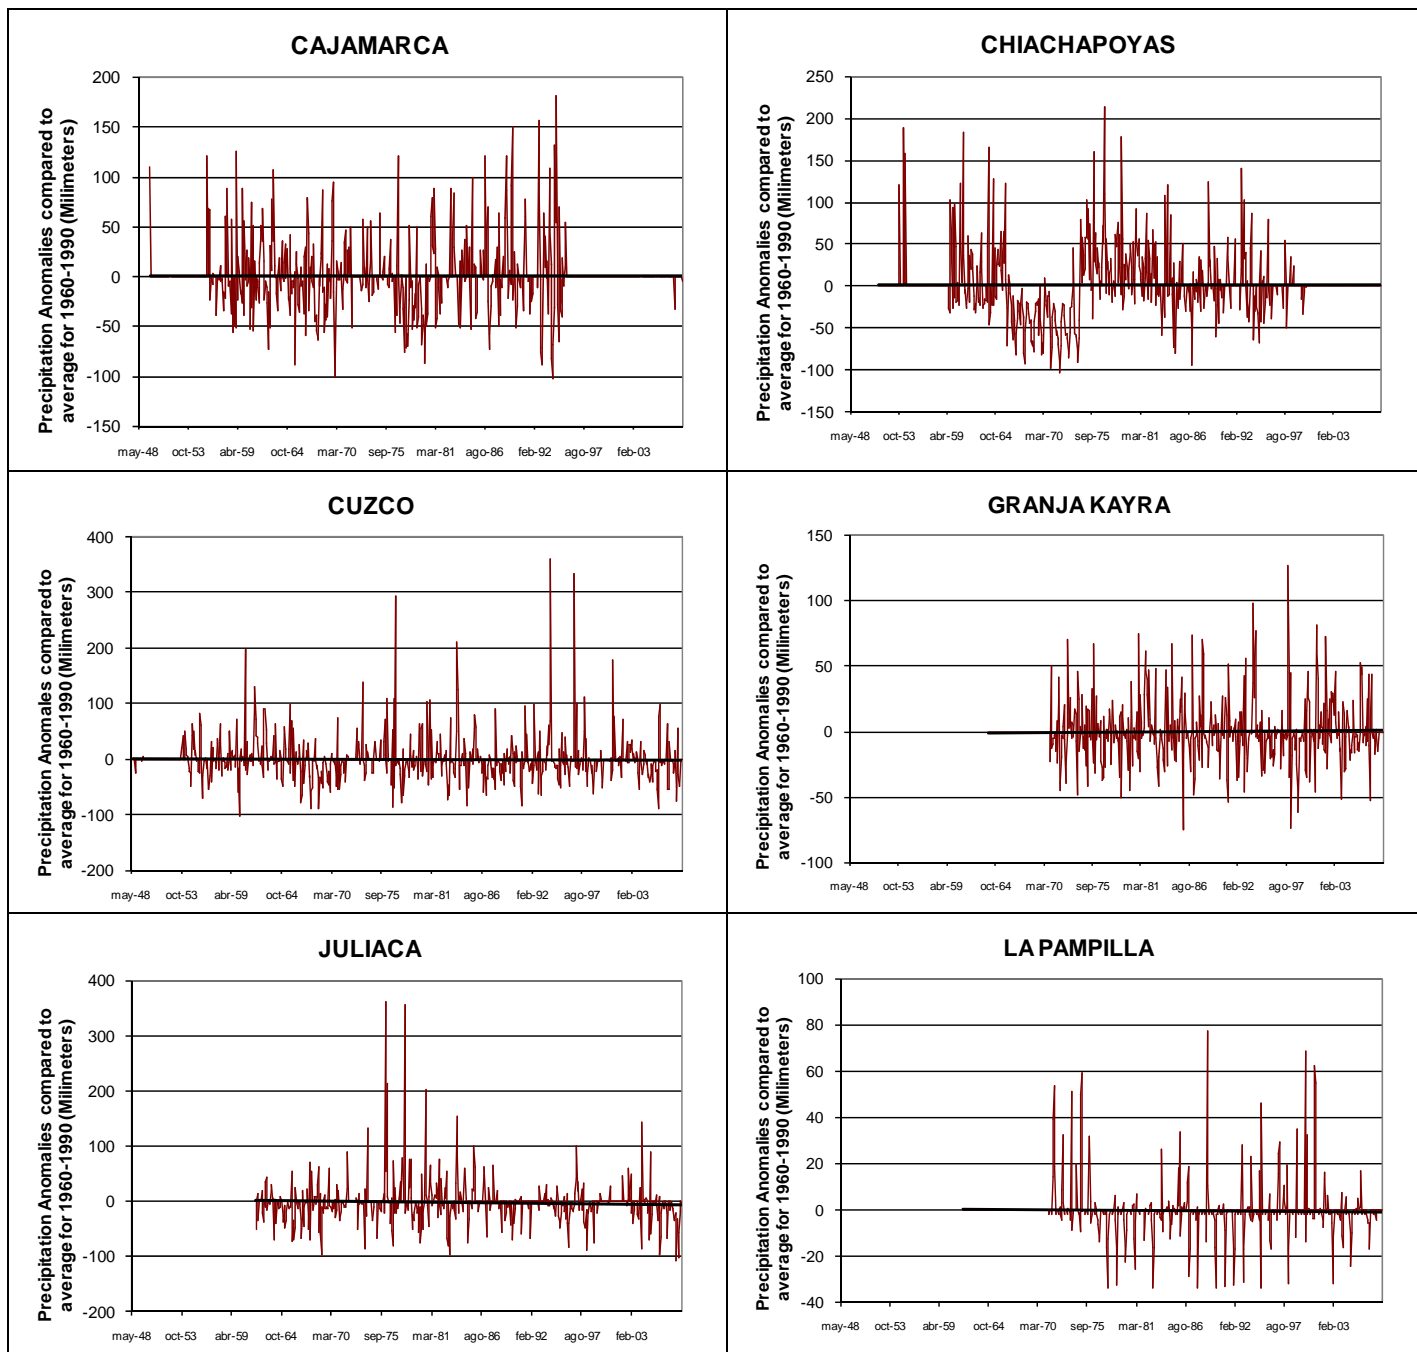 CAJAMARCA
Precipitation Anomalies compared to
average for 1960-1990 (Milimeters)
200
150
100
50
0
-50
-100
-150
may-48 oct-53 abr-59 oct-64 mar-70 sep-75 mar-81 ago-86 feb-92 ago-97 feb-03
CHIACHAPOYAS
Precipitation Anomalies compared to
average for 1960-1990 (Milimeters)
250
200
150
100
50
0
-50
-100
-150
may-48 oct-53 abr-59 oct-64 mar-70 sep-75 mar-81 ago-86 feb-92 ago-97 feb-03
CUZCO
Precipitation Anomalies compared to
average for 1960-1990 (Milimeters)
400
300
200
100
0
-100
-200
may-48 oct-53 abr-59 oct-64 mar-70 sep-75 mar-81 ago-86 feb-92 ago-97 feb-03
GRANJA KAYRA
Precipitation Anomalies compared to
average for 1960-1990 (Milimeters)
150
100
50
0
-50
-100
may-48 oct-53 abr-59 oct-64 mar-70 sep-75 mar-81 ago-86 feb-92 ago-97 feb-03
JULIACA
Precipitation Anomalies compared to
average for 1960-1990 (Milimeters)
400
300
200
100
0
-100
-200
may-48 oct-53 abr-59 oct-64 mar-70 sep-75 mar-81 ago-86 feb-92 ago-97 feb-03
LA PAMPILLA
Precipitation Anomalies compared to
average for 1960-1990 (Milimeters)
100
80
60
40
20
0
-20
-40
may-48 oct-53 abr-59 oct-64 mar-70 sep-75 mar-81 ago-86 feb-92 ago-97 feb-03